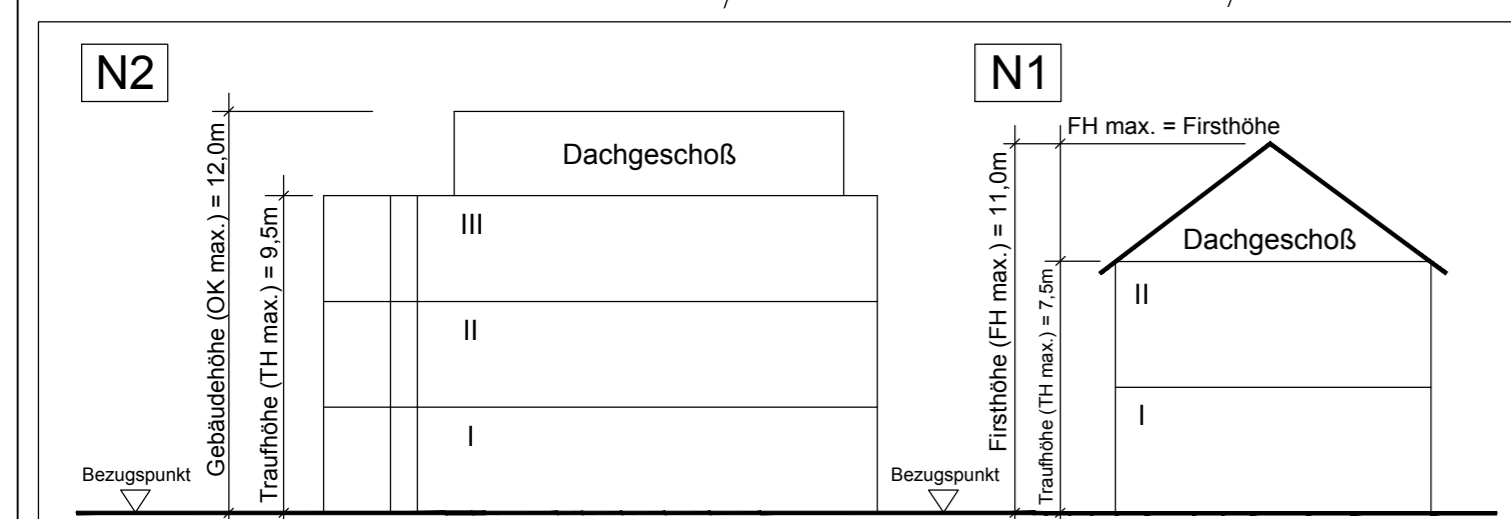 N2
Gebäudehöhe (OK max.) = 12,0m
Traufhöhe (TH max.) = 9,5m
Dachgeschoß
III
II
I
Bezugspunkt
N1
FH max. = Firsthöhe
Firsthöhe (FH max.) = 11,0m
Traufhöhe (TH max.) = 7,5m
Dachgeschoß
II
I
Bezugspunkt